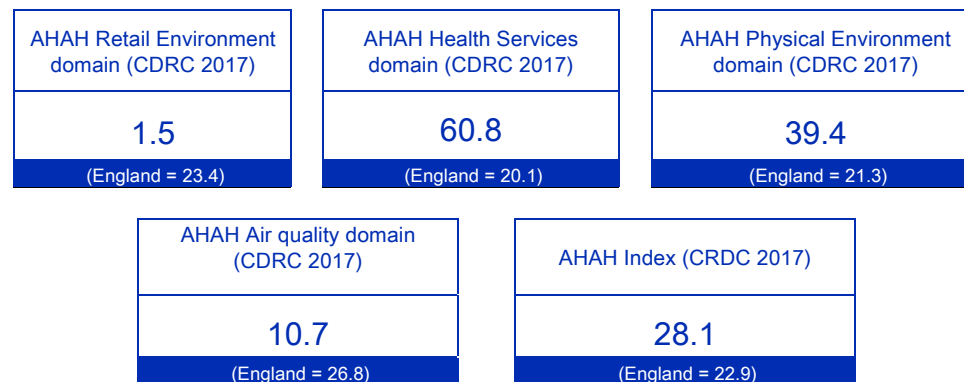 AHAH Retail Environment
domain (CDRC 2017)
1.5
(England = 23.4)
AHAH Health Services
domain (CDRC 2017)
60.8
(England = 20.1)
AHAH Physical Environment
domain (CDRC 2017)
39.4
(England = 21.3)
AHAH Air quality domain
(CDRC 2017)
10.7
(England = 26.8)
AHAH Index (CRDC 2017)
28.1
(England = 22.9)